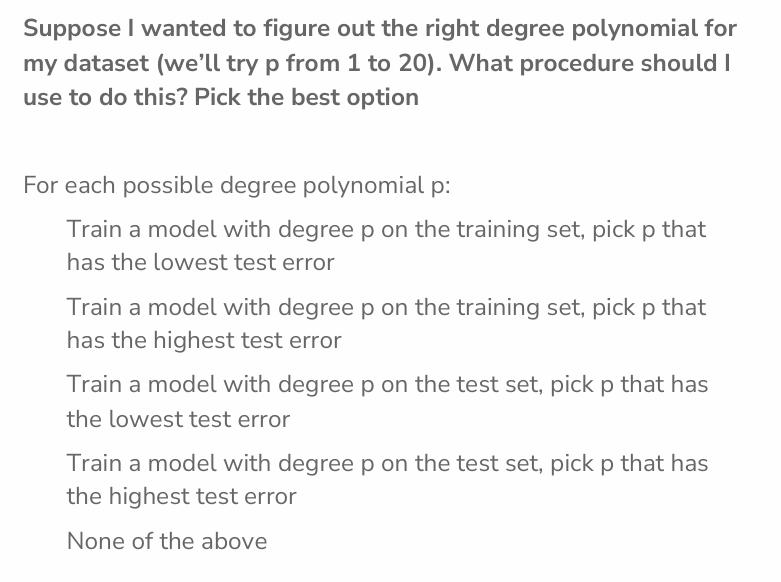 Suppose I wanted to figure out the right degree polynomial for
my dataset (we’ll try p from 1 to 20). What procedure should I
use to do this? Pick the best option
For each possible degree polynomial p:
Train a model with degree p on the training set, pick p that
has the lowest test error
Train a model with degree p on the training set, pick p that
has the highest test error
Train a model with degree p on the test set, pick p that has
the lowest test error
Train a model with degree p on the test set, pick p that has
the highest test error
None of the above